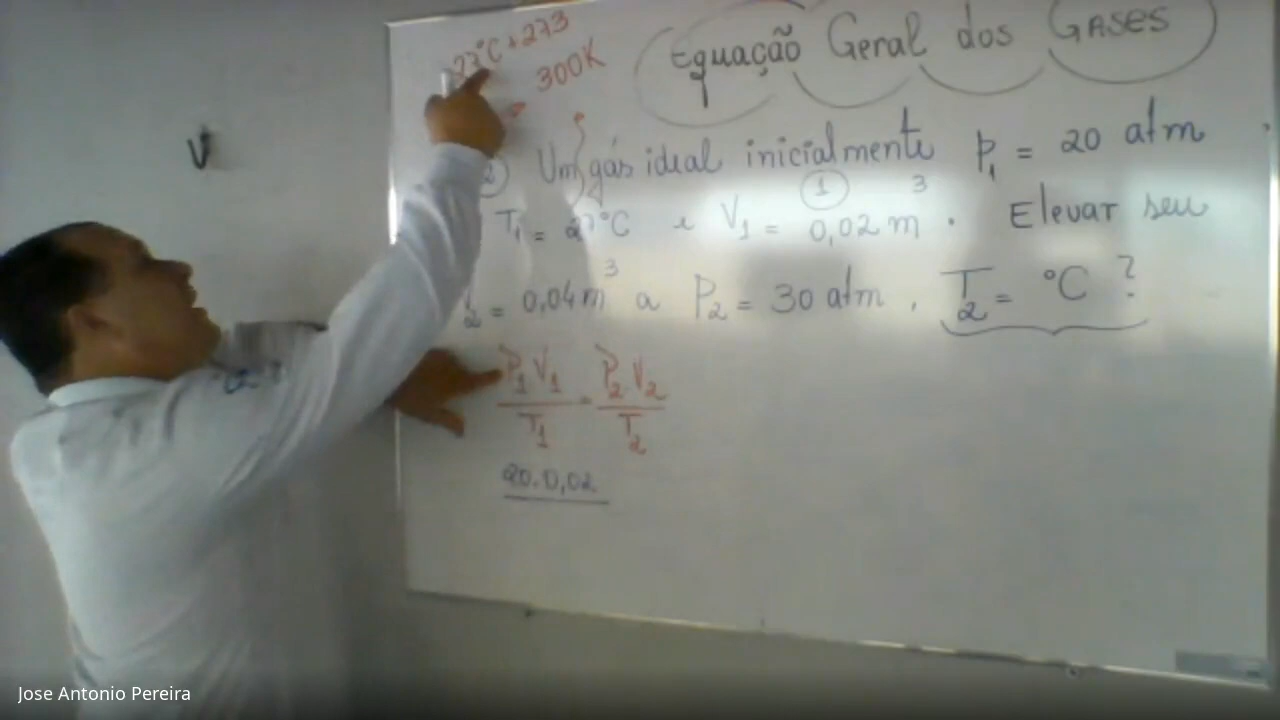 27°C + 273
300K
Equação Geral dos GASES
2 Um gás ideal inicialmente P1 = 20 atm
T1 = 27°C e V1 = 0,02 m³. Elevar seu
1
2 = 0,04 m³ a P2 = 30 atm, T2 = °C ?
P1 V1 = P2 V2
T1 T2
20.0,02
V
Jose Antonio Pereira